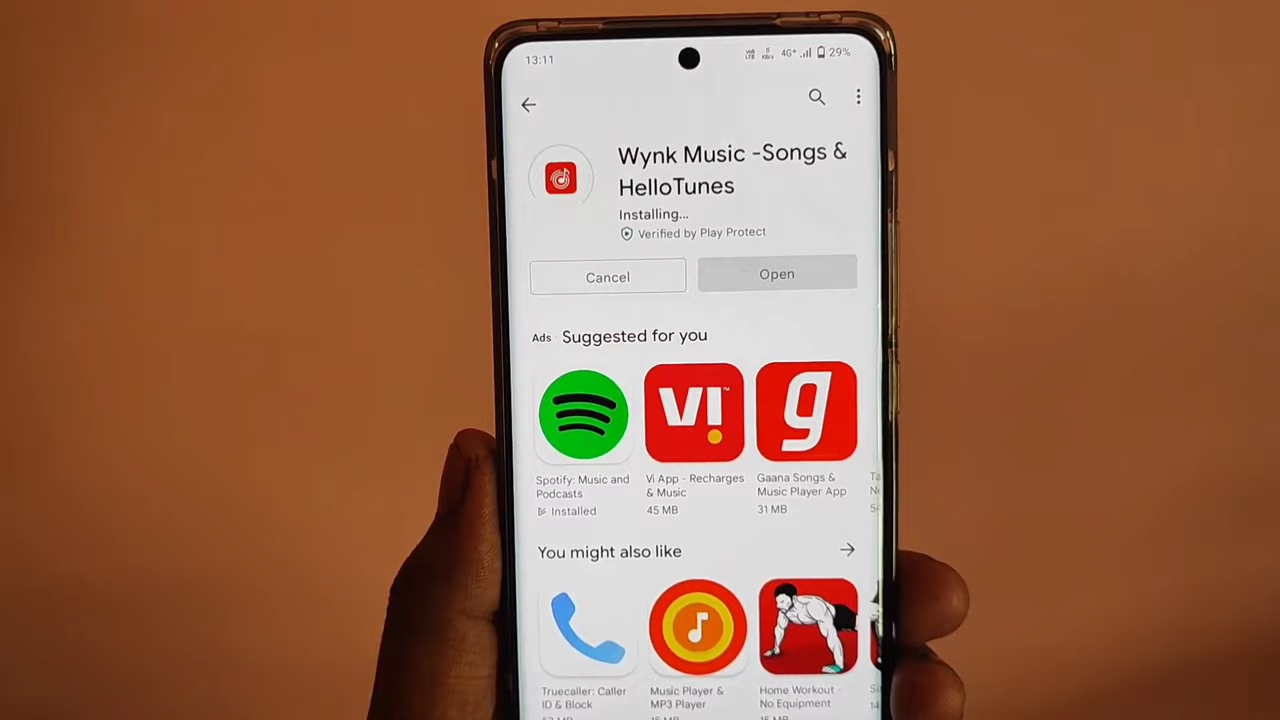 13:11
4G+ 29%
Wynk Music -Songs &
HelloTunes
Installing...
Verified by Play Protect
Cancel
Open
Ads · Suggested for you
Vi™
g
Spotify: Music and
Podcasts
Installed
Vi App - Recharges
& Music
45 MB
Gaana Songs &
Music Player App
31 MB
You might also like
Truecaller: Caller
ID & Block
Music Player &
MP3 Player
Home Workout -
No Equipment